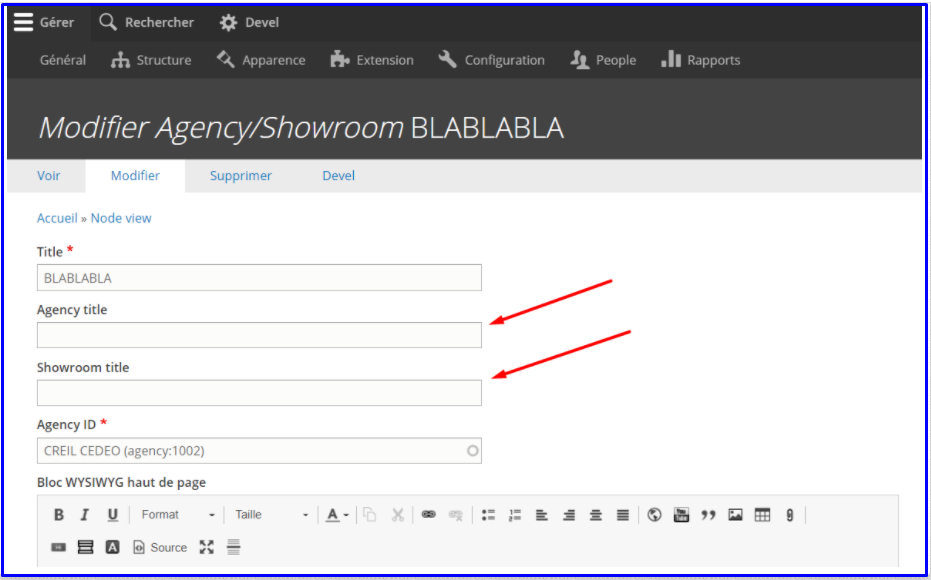 Gérer Rechercher Devel
Général Structure Apparence Extension Configuration People Rapports
Modifier Agency/Showroom BLABLABLA
Voir Modifier Supprimer Devel
Accueil » Node view
Title *
BLABLABLA
Agency title
Showroom title
Agency ID *
CREIL CEDEO (agency:1002)
Bloc WYSIWYG haut de page
B I U Format Taille A
A Source